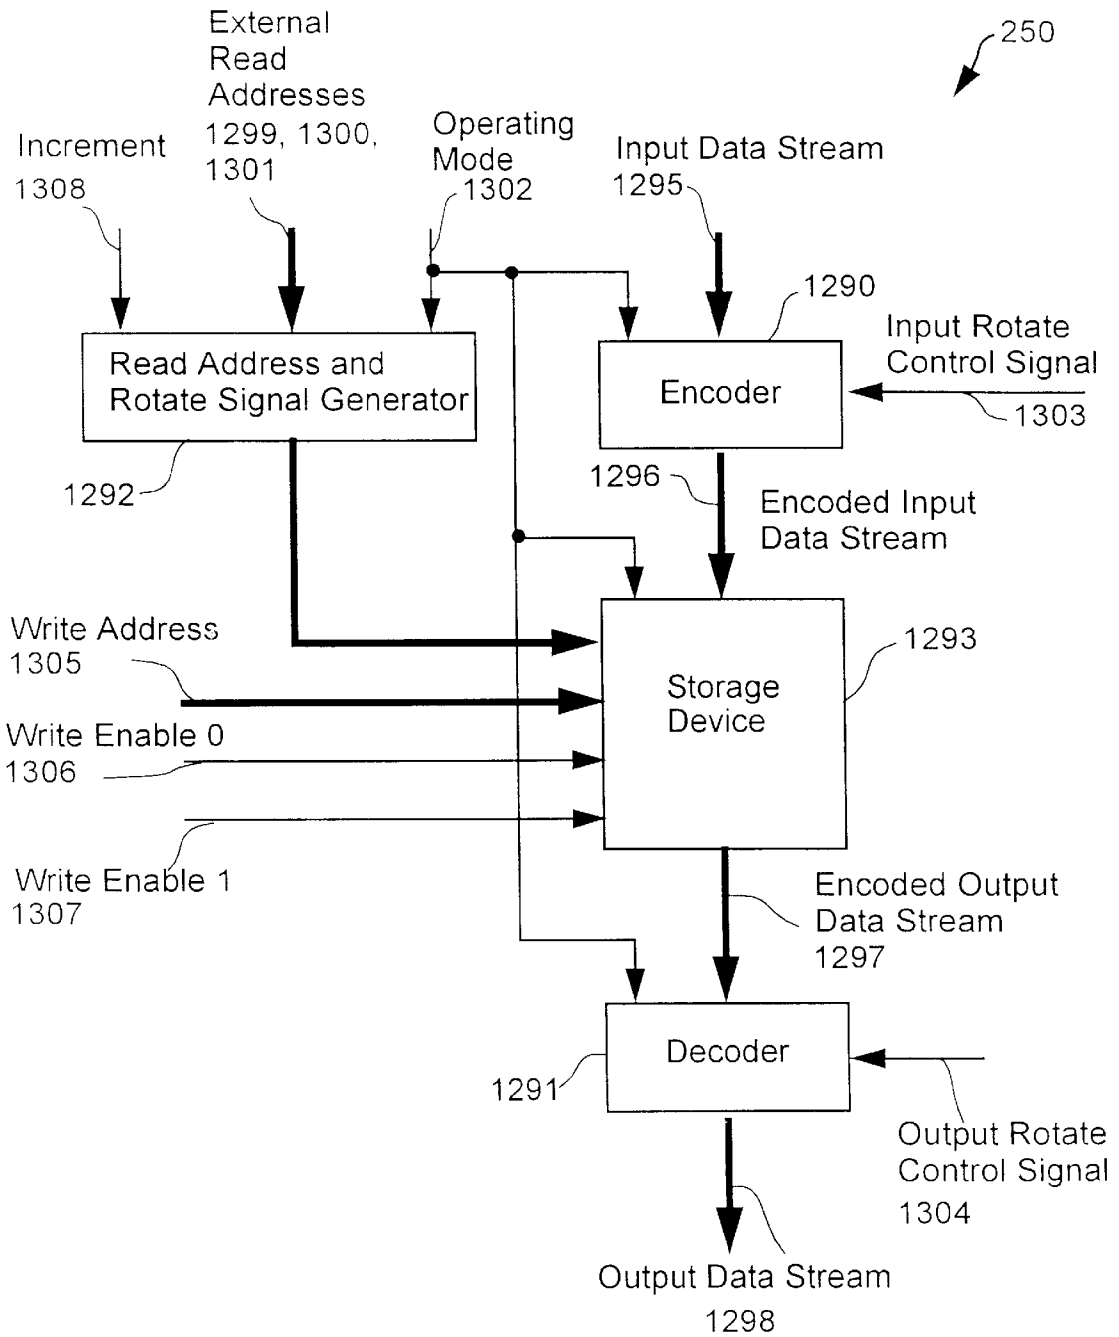 250
External
Read
Addresses
1299, 1300,
1301
Increment
1308
Operating
Mode
1302
Input Data Stream
1295
1290
Input Rotate
Control Signal
1303
Read Address and
Rotate Signal Generator
1292
Encoder
1296
Encoded Input
Data Stream
Write Address
1305
1293
Storage
Device
Write Enable 0
1306
Write Enable 1
1307
Encoded Output
Data Stream
1297
Decoder
1291
Output Rotate
Control Signal
1304
Output Data Stream
1298